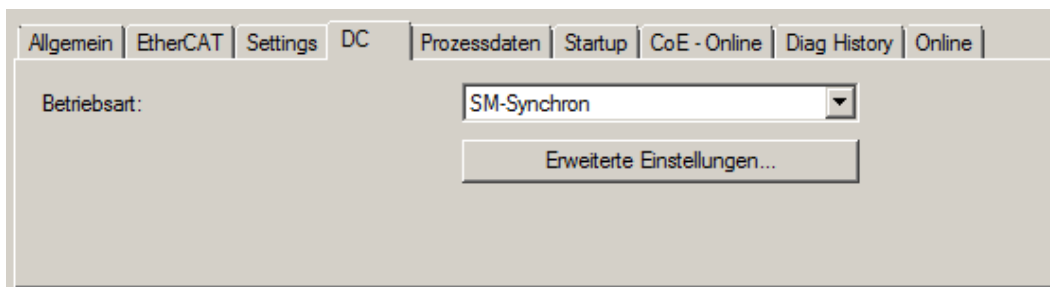 Allgemein EtherCAT Settings DC Prozessdaten Startup CoE - Online Diag History Online
Betriebsart: SM-Synchron
Erweiterte Einstellungen...